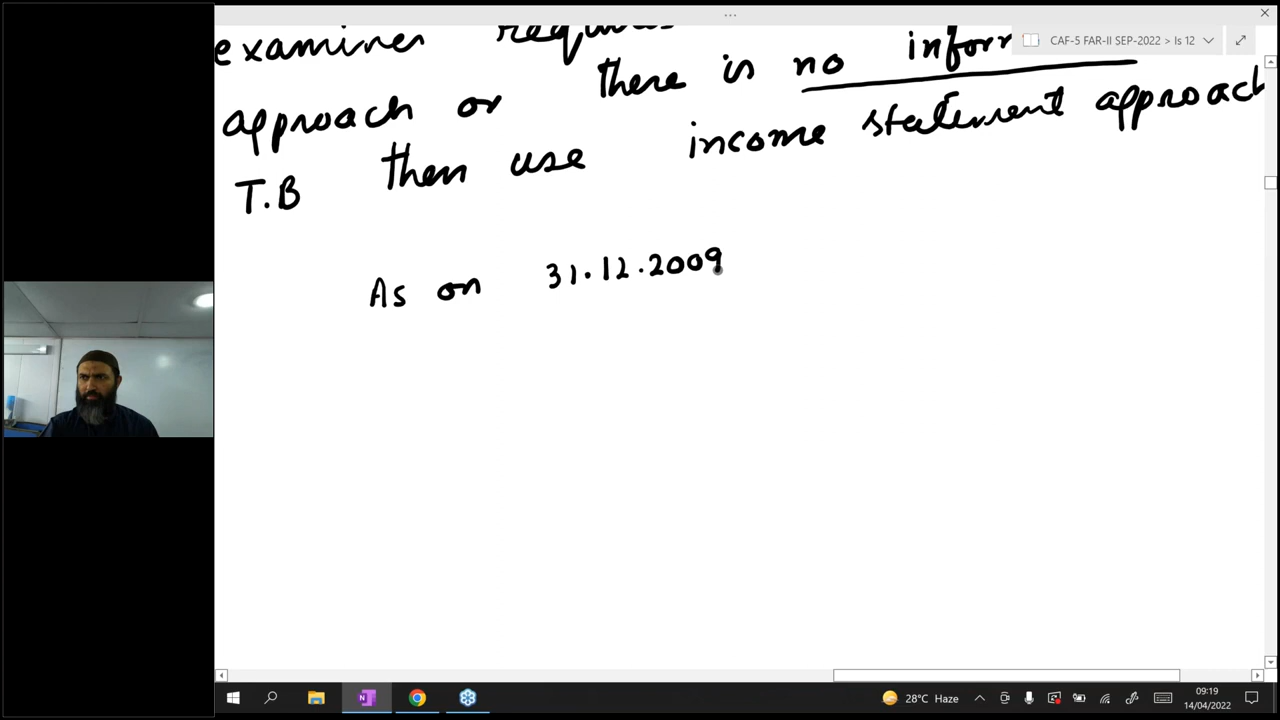 CAF-5 FAR-II SEP-2022 > Is 12
examiner
approach or there is no
T.B then use income statement approach
As on 31.12.2009
28°C Haze
09:19
14/04/2022